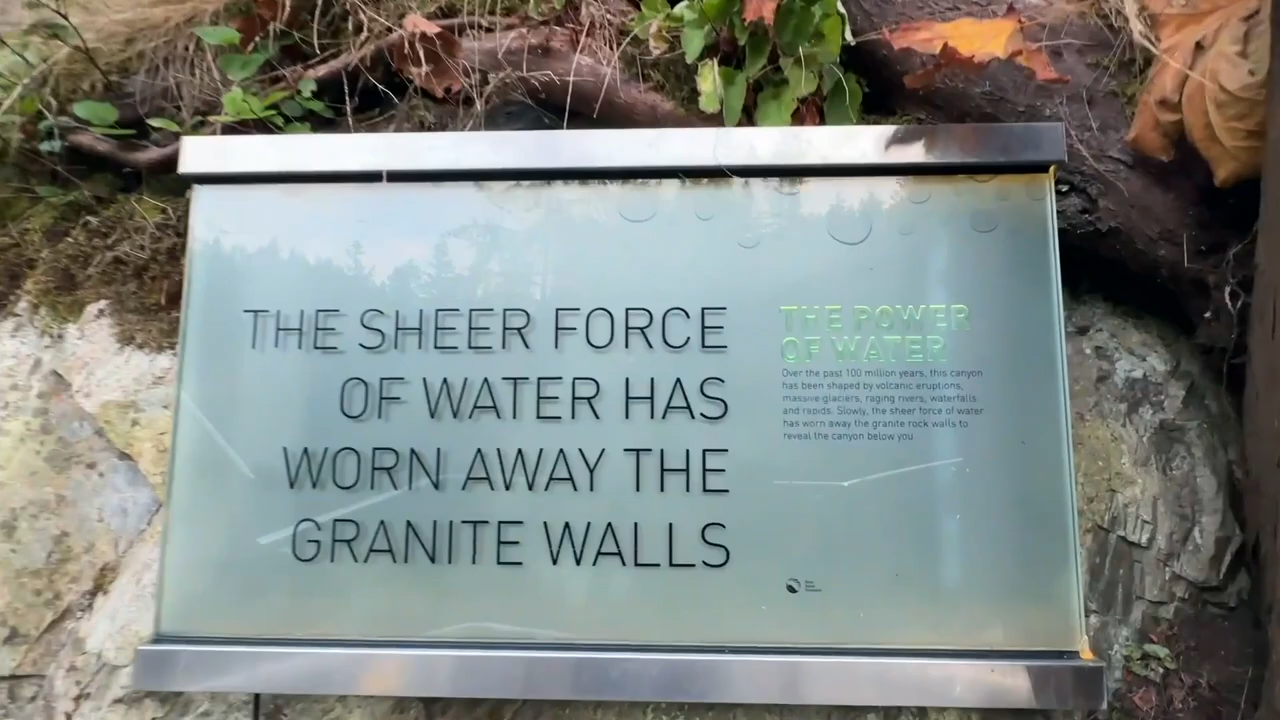 THE SHEER FORCE
OF WATER HAS
WORN AWAY THE
GRANITE WALLS
THE POWER
OF WATER
Over the past 100 million years, this canyon
has been shaped by volcanic eruptions,
massive glaciers, raging rivers, waterfalls
and rapids. Slowly, the sheer force of water
has worn away the granite rock walls to
reveal the canyon below you